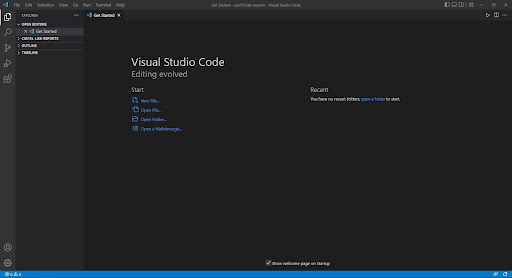 File Edit Selection View Go Run Terminal Help
Get Started - cse15l-lab-reports - Visual Studio Code
EXPLORER
Get Started
OPEN EDITORS
Get Started
CSE15L-LAB-REPORTS
OUTLINE
TIMELINE
Visual Studio Code
Editing evolved
Start
New File...
Open File...
Open Folder...
Open a Walkthrough...
Recent
You have no recent folders, open a folder to start.
Show welcome page on startup
0 0